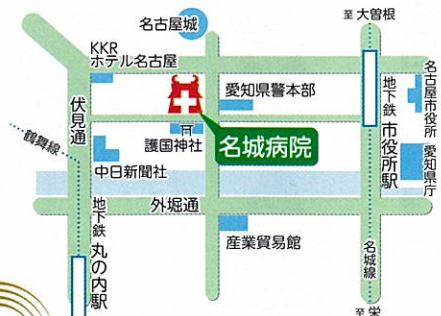 名古屋城
至 大曽根
KKR
ホテル名古屋
愛知県警本部
名古屋市役所
愛知県庁
地下鉄 市役所駅
伏見通
鶴舞線
護国神社
名城病院
中日新聞社
外堀通
地下鉄 丸の内駅
産業貿易館
名城線
至 栄